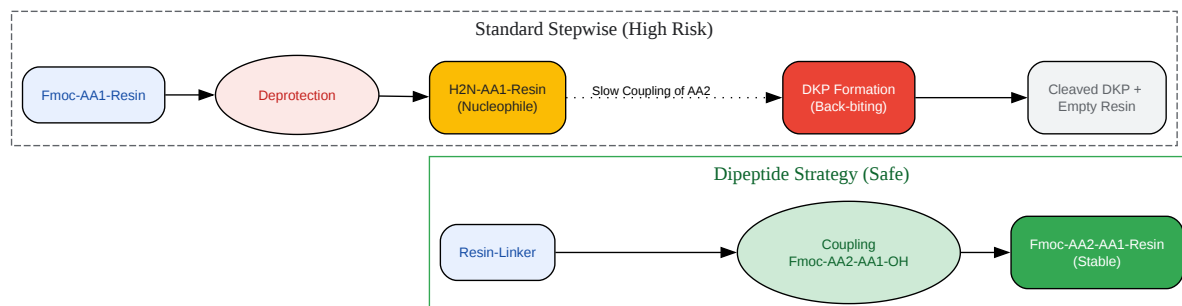 Standard Stepwise (High Risk)
Fmoc-AA1-Resin
Deprotection
H2N-AA1-Resin
(Nucleophile)
Slow Coupling of AA2
DKP Formation
(Back-biting)
Cleaved DKP +
Empty Resin
Dipeptide Strategy (Safe)
Resin-Linker
Coupling
Fmoc-AA2-AA1-OH
Fmoc-AA2-AA1-Resin
(Stable)